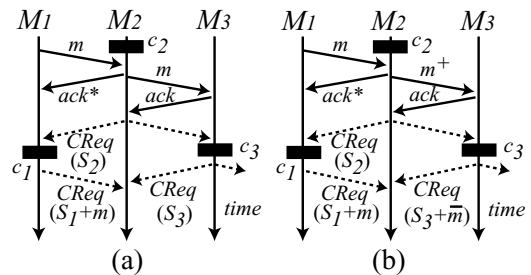 M1 M2 M3
c2
m
m
ack*
ack
CReq
(S2)
c1
c3
CReq
(S1+m)
CReq
(S3)
time
(a)
M1 M2 M3
c2
m
m+
ack*
ack
CReq
(S2)
c1
c3
CReq
(S1+m)
CReq
(S3+m̅)
time
(b)